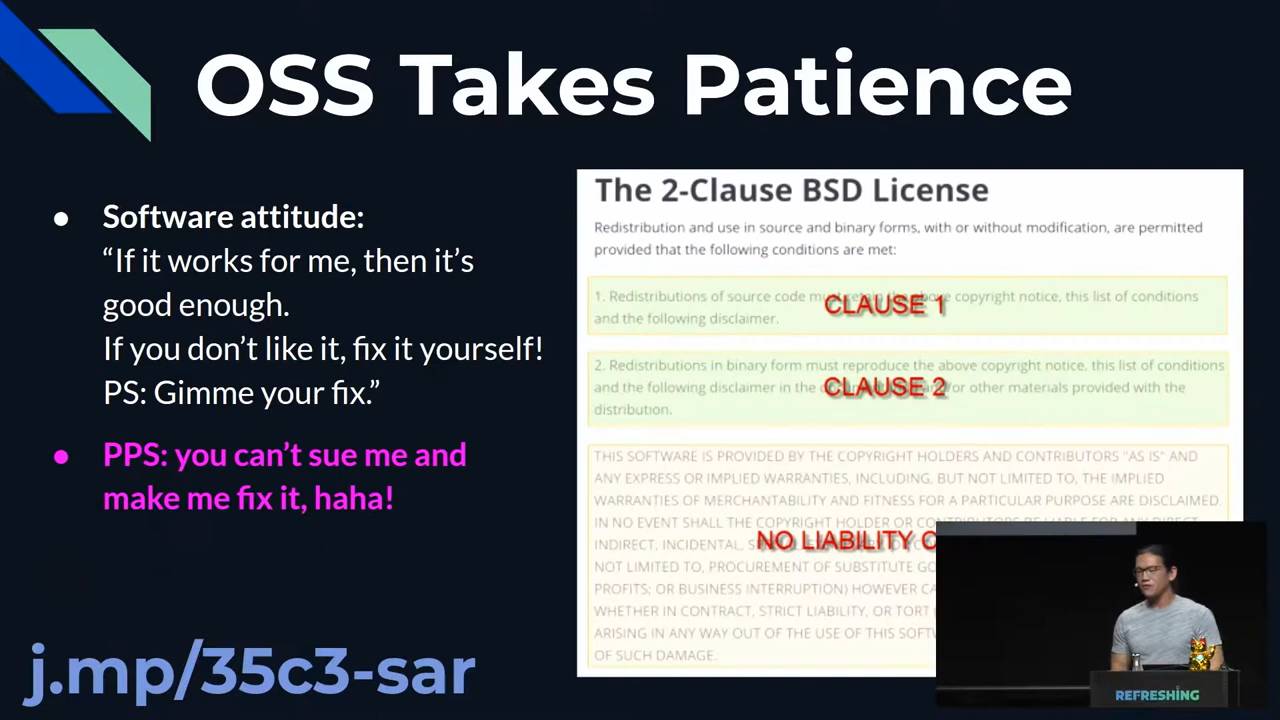 OSS Takes Patience
● Software attitude:
“If it works for me, then it’s
good enough.
If you don’t like it, fix it yourself!
PS: Gimme your fix.”
● PPS: you can’t sue me and
make me fix it, haha!
j.mp/35c3-sar
The 2-Clause BSD License
Redistribution and use in source and binary forms, with or without modification, are permitted
provided that the following conditions are met:
1. Redistributions of source code must retain the above copyright notice, this list of conditions
and the following disclaimer.
CLAUSE 1
2. Redistributions in binary form must reproduce the above copyright notice, this list of conditions
and the following disclaimer in the other materials provided with the
distribution.
CLAUSE 2
THIS SOFTWARE IS PROVIDED BY THE COPYRIGHT HOLDERS AND CONTRIBUTORS "AS IS" AND
ANY EXPRESS OR IMPLIED WARRANTIES, INCLUDING, BUT NOT LIMITED TO, THE IMPLIED
WARRANTIES OF MERCHANTABILITY AND FITNESS FOR A PARTICULAR PURPOSE ARE DISCLAIMED.
IN NO EVENT SHALL THE COPYRIGHT HOLDER OR CONTRIBUTORS BE LIABLE FOR ANY DIRECT,
INDIRECT, INCIDENTAL,
NO LIABILITY
NOT LIMITED TO, PROCUREMENT OF SUBSTITUTE
PROFITS; OR BUSINESS INTERRUPTION) HOWEVER
WHETHER IN CONTRACT, STRICT LIABILITY, OR TORT
ARISING IN ANY WAY OUT OF THE USE OF THIS
OF SUCH DAMAGE.
REFRESHING